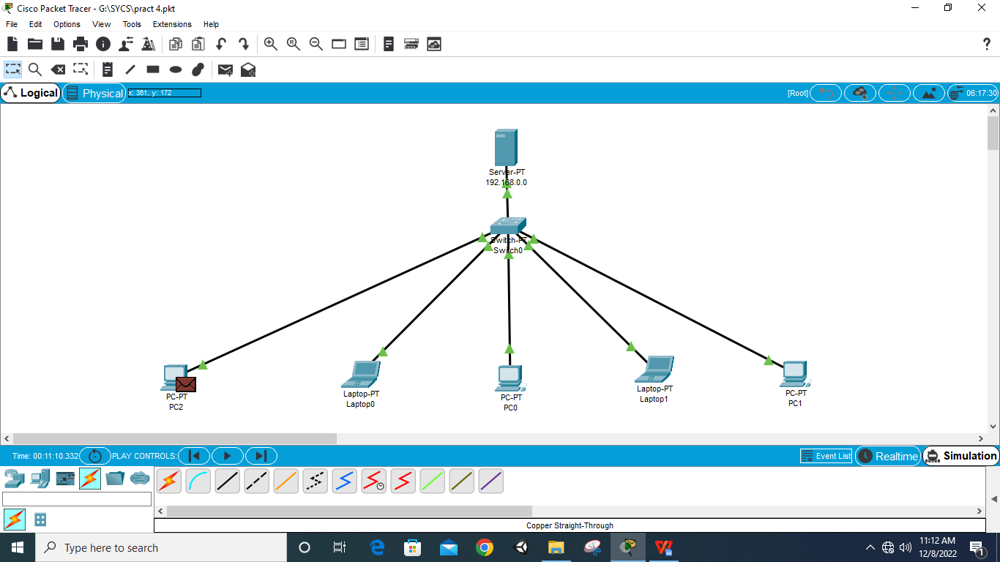 Cisco Packet Tracer - G:\SYCS\pract 4.pkt
File Edit Options View Tools Extensions Help
Logical Physical x: 361, y: 172 [Root] 06:17:30
Server-PT
192.168.0.0
Switch-PT
Switch0
PC-PT
PC2
Laptop-PT
Laptop0
PC-PT
PC0
Laptop-PT
Laptop1
PC-PT
PC1
Time: 00:11:10.332 PLAY CONTROLS: Event List Realtime Simulation
Copper Straight-Through
Type here to search
11:12 AM
12/8/2022
1